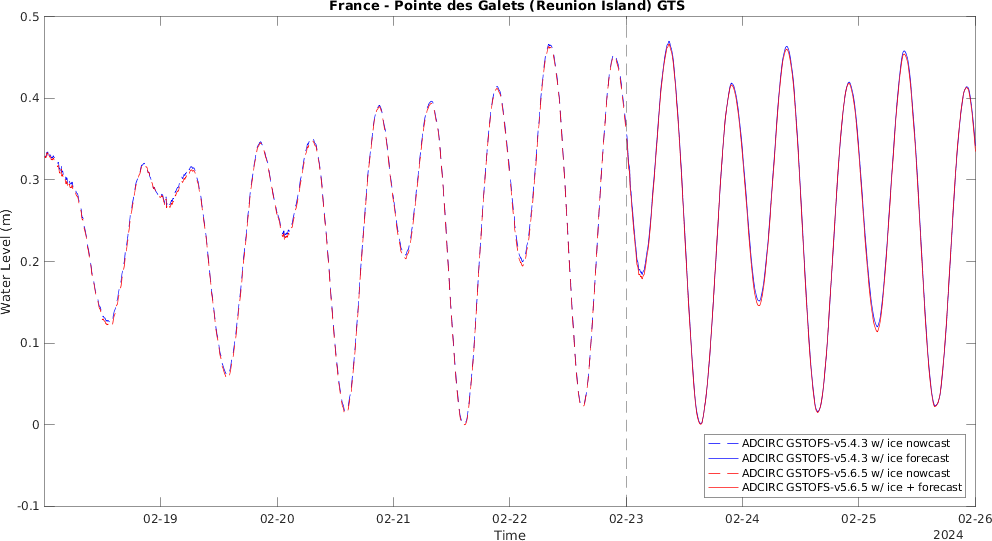 France - Pointe des Galets (Reunion Island) GTS
0.5
0.4
0.3
0.2
0.1
0
-0.1
Water Level (m)
02-19
02-20
02-21
02-22
02-23
02-24
02-25
02-26
Time
2024
ADCIRC GSTOFS-v5.4.3 w/ ice nowcast
ADCIRC GSTOFS-v5.4.3 w/ ice forecast
ADCIRC GSTOFS-v5.6.5 w/ ice nowcast
ADCIRC GSTOFS-v5.6.5 w/ ice + forecast